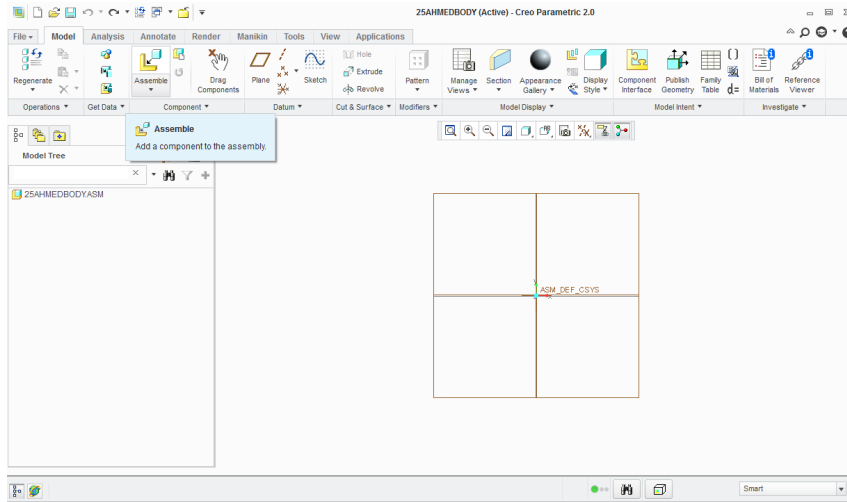 25AHMEDBODY (Active) - Creo Parametric 2.0
File Model Analysis Annotate Render Manikin Tools View Applications
Regenerate
Assemble
Drag Components
Plane
Sketch
Hole
Extrude
Revolve
Pattern
Manage Views
Section
Appearance Gallery
Display Style
Component Interface
Publish Geometry
Family Table
d=
Bill of Materials
Reference Viewer
Operations Get Data Component Datum Cut & Surface Modifiers Model Display Model Intent Investigate
Assemble
Add a component to the assembly.
Model Tree
25AHMEDBODY.ASM
y
ASM_DEF_CSYS
x
Smart